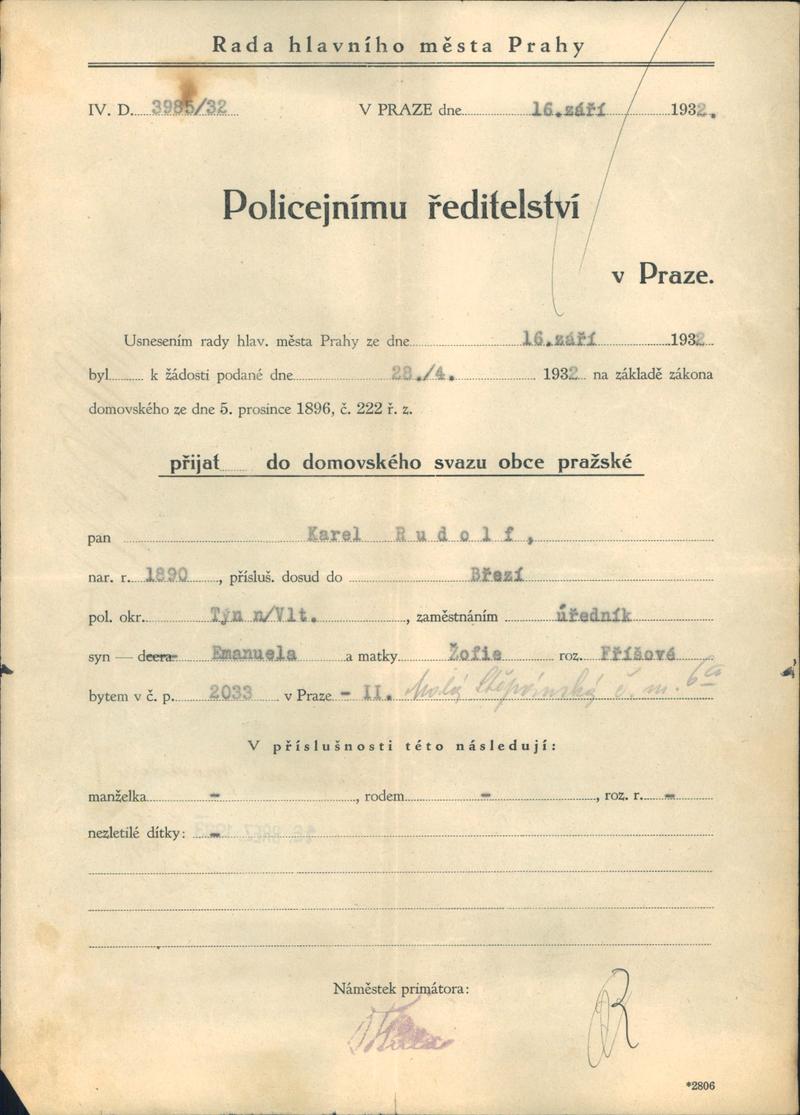 Rada hlavního města Prahy
IV. D. 3985/32 V PRAZE dne 16.září 1932.
Policejnímu ředitelství
v Praze.
Usnesením rady hlav. města Prahy ze dne 16.září 1932
byl k žádosti podané dne 28./4. 1932 na základě zákona
domovského ze dne 5. prosince 1896, č. 222 ř. z.
přijat do domovského svazu obce pražské
pan Karel Rudolf,
nar. r. 1890, přísluš. dosud do Březí
pol. okr. Týn n/Vlt., zaměstnáním úředník
syn — dcera Emanuela a matky Žofie roz. Fříšové
bytem v č. p. 2033 v Praze - II. Malá Štěpánská č. m. 6a
V příslušnosti této následují:
manželka -, rodem -, roz. r. -
nezletilé dítky: -
Náměstek primátora:
*2806